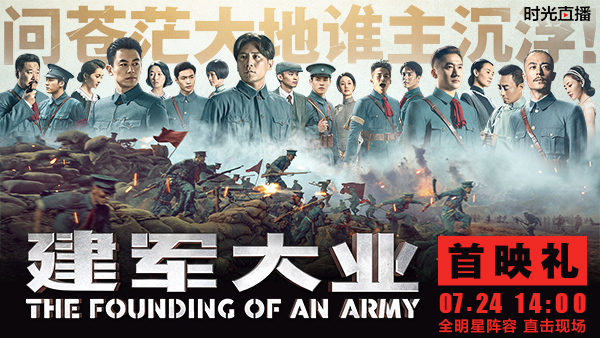 时光直播
问苍茫大地谁主沉浮!
建军大业
THE FOUNDING OF AN ARMY
首映礼
07.24 14:00
全明星阵容 直击现场